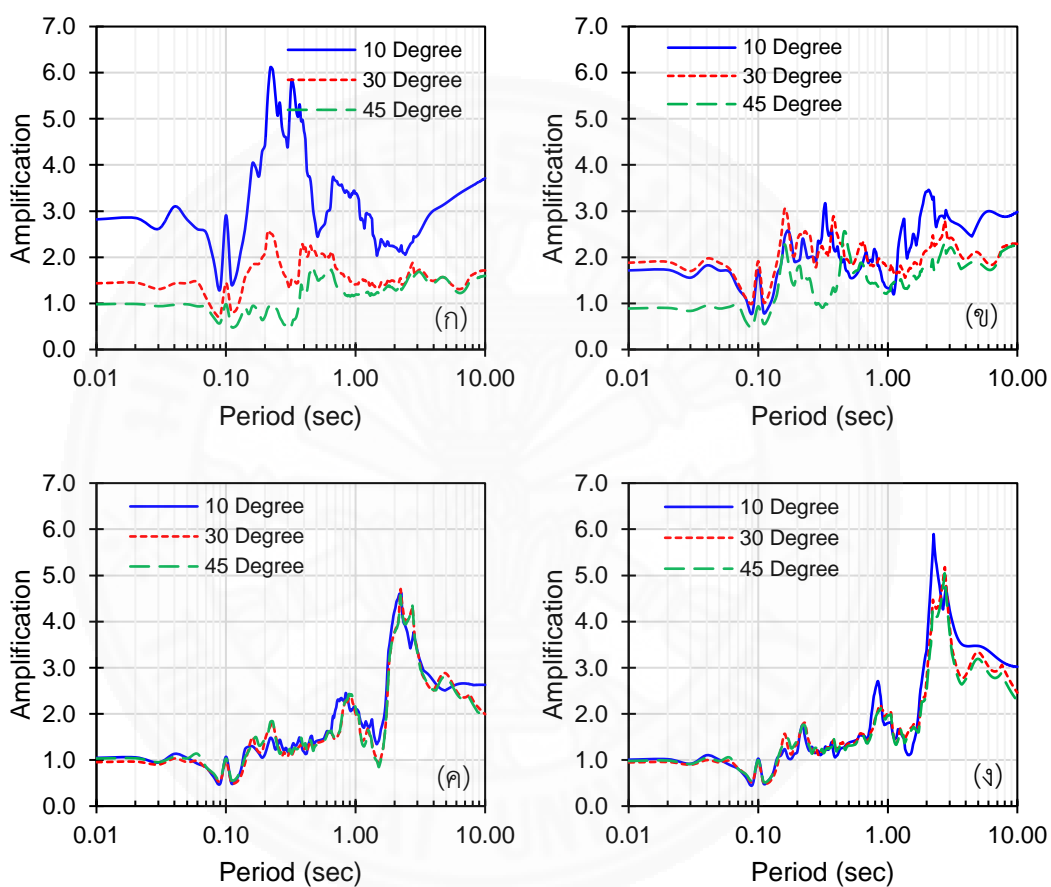 7.0
6.0
5.0
4.0
3.0
2.0
1.0
0.0
Amplification
10 Degree
30 Degree
45 Degree
(ก)
0.01 0.10 1.00 10.00
Period (sec)
7.0
6.0
5.0
4.0
3.0
2.0
1.0
0.0
Amplification
10 Degree
30 Degree
45 Degree
(ข)
0.01 0.10 1.00 10.00
Period (sec)
7.0
6.0
5.0
4.0
3.0
2.0
1.0
0.0
Amplification
10 Degree
30 Degree
45 Degree
(ค)
0.01 0.10 1.00 10.00
Period (sec)
7.0
6.0
5.0
4.0
3.0
2.0
1.0
0.0
Amplification
10 Degree
30 Degree
45 Degree
(ง)
0.01 0.10 1.00 10.00
Period (sec)